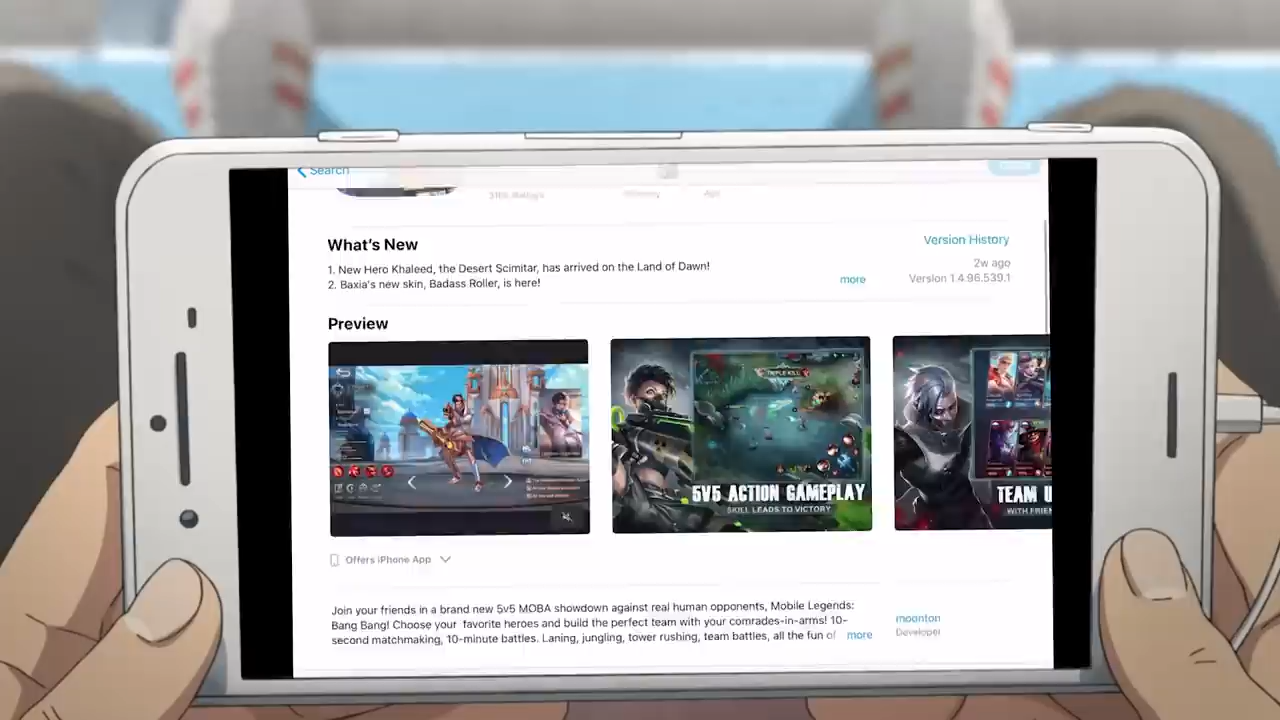 Search
What's New
Version History
1. New Hero Khaleed, the Desert Scimitar, has arrived on the Land of Dawn!
2. Baxia's new skin, Badass Roller, is here!
more
2w ago
Version 1.4.96.539.1
Preview
TRIPLE KILL
5V5 ACTION GAMEPLAY
SKILL LEADS TO VICTORY
TEAM U
WITH FRIEN
Offers iPhone App
Join your friends in a brand new 5v5 MOBA showdown against real human opponents, Mobile Legends:
Bang Bang! Choose your favorite heroes and build the perfect team with your comrades-in-arms! 10-
second matchmaking, 10-minute battles. Laning, jungling, tower rushing, team battles, all the fun of
more
moonton
Developer